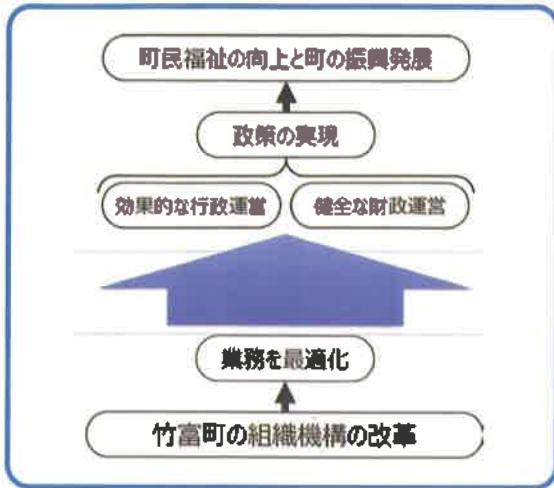 町民福祉の向上と町の振興発展
政策の実現
効果的な行政運営
健全な財政運営
業務を最適化
竹富町の組織機構の改革